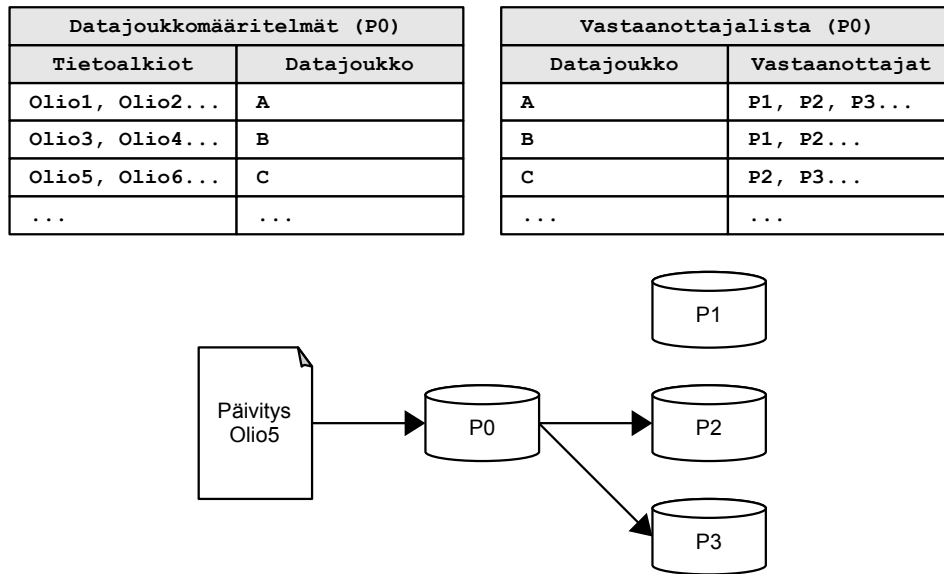 Datajoukkomääritelmät (P0)
Tietoalkiot Datajoukko
Olio1, Olio2... A
Olio3, Olio4... B
Olio5, Olio6... C
... ...
Vastaanottajalista (P0)
Datajoukko Vastaanottajat
A P1, P2, P3...
B P1, P2...
C P2, P3...
... ...
P1
Päivitys
Olio5
P0
P2
P3